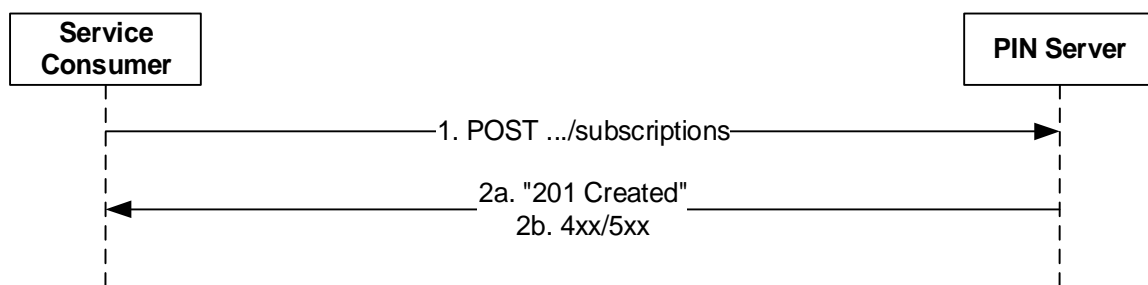 Service
Consumer
PIN Server
1. POST .../subscriptions
2a. "201 Created"
2b. 4xx/5xx